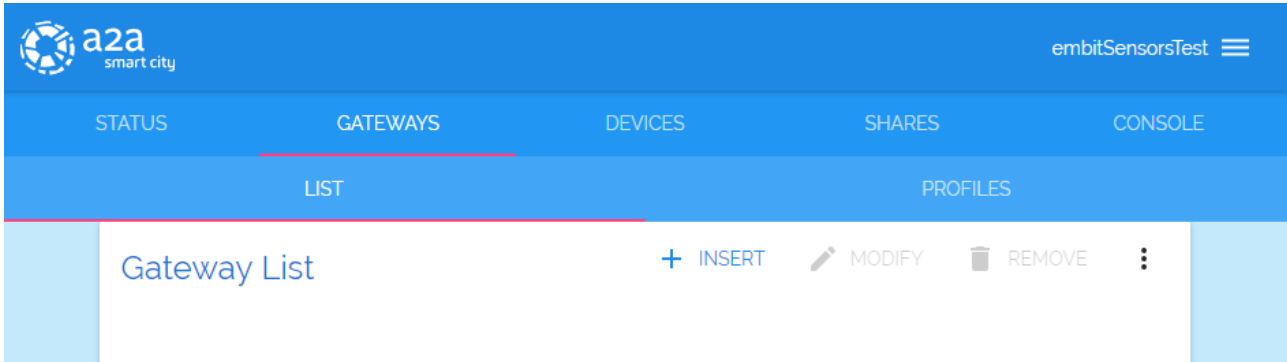 a2a
smart city
embitSensorsTest
STATUS GATEWAYS DEVICES SHARES CONSOLE
LIST PROFILES
Gateway List + INSERT MODIFY REMOVE